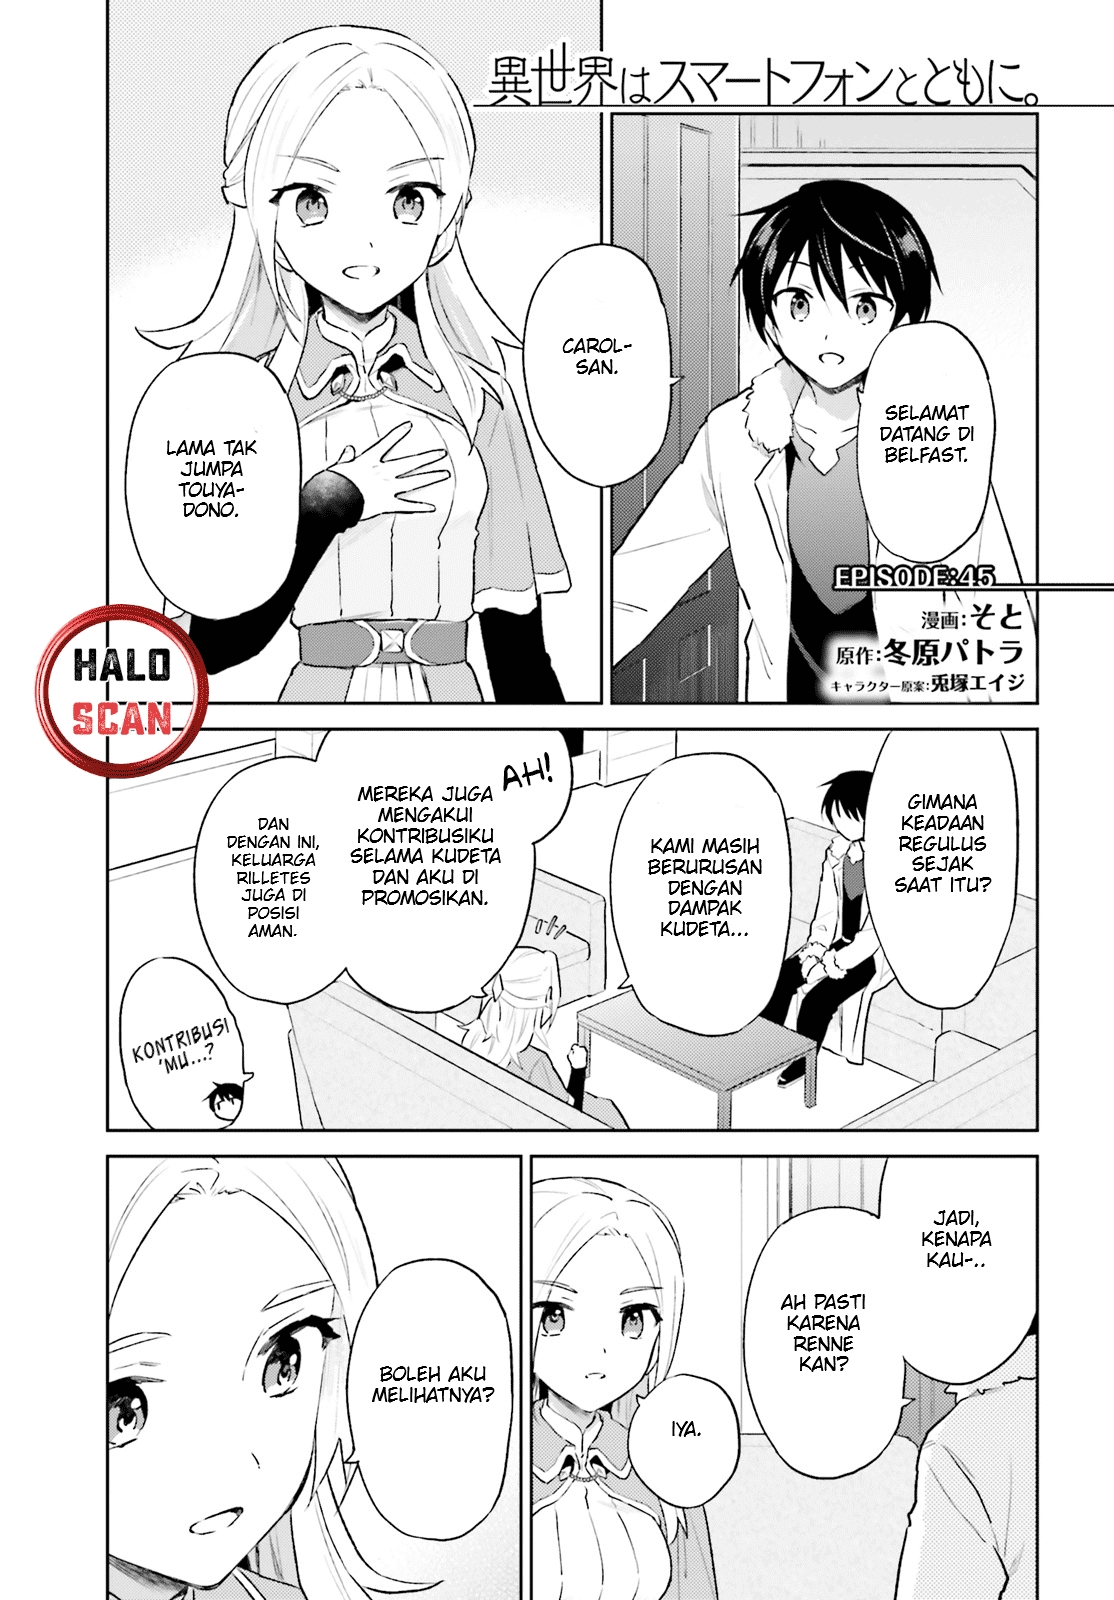 異世界はスマートフォンとともに。
SELAMAT
DATANG DI
BELFAST.
CAROL-
SAN.
LAMA TAK
JUMPA
TOUYA-
DONO.
EPISODE:45
漫画:そと
原作:冬原パトラ
キャラクター原案:兎塚エイジ
HALO
SCAN
GIMANA
KEADAAN
REGULUS
SEJAK
SAAT ITU?
KAMI MASIH
BERURUSAN
DENGAN
DAMPAK
KUDETA...
AH!
MEREKA JUGA
MENGAKUI
KONTRIBUSIKU
SELAMA KUDETA
DAN AKU DI
PROMOSIKAN.
DAN
DENGAN INI,
KELUARGA
RILLETES
JUGA DI
POSISI
AMAN.
KONTRIBUSI
'MU...?
JADI,
KENAPA
KAU-..
AH PASTI
KARENA
RENNE
KAN?
IYA.
BOLEH AKU
MELIHATNYA?